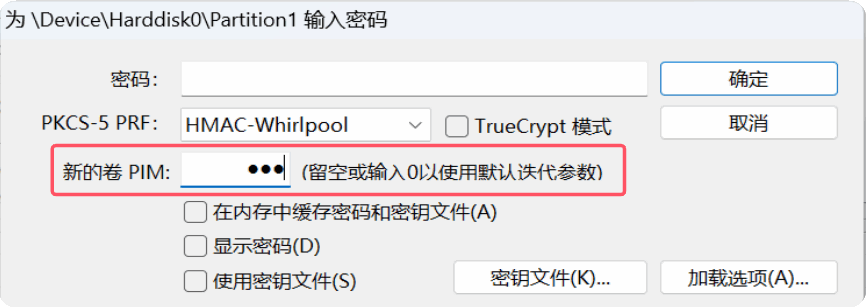 为 \Device\Harddisk0\Partition1 输入密码
密码：
确定
PKCS-5 PRF：
HMAC-Whirlpool
TrueCrypt 模式
取消
新的卷 PIM:
●●●
(留空或输入0以使用默认迭代参数)
在内存中缓存密码和密钥文件(A)
显示密码(D)
使用密钥文件(S)
密钥文件(K)...
加载选项(A)...